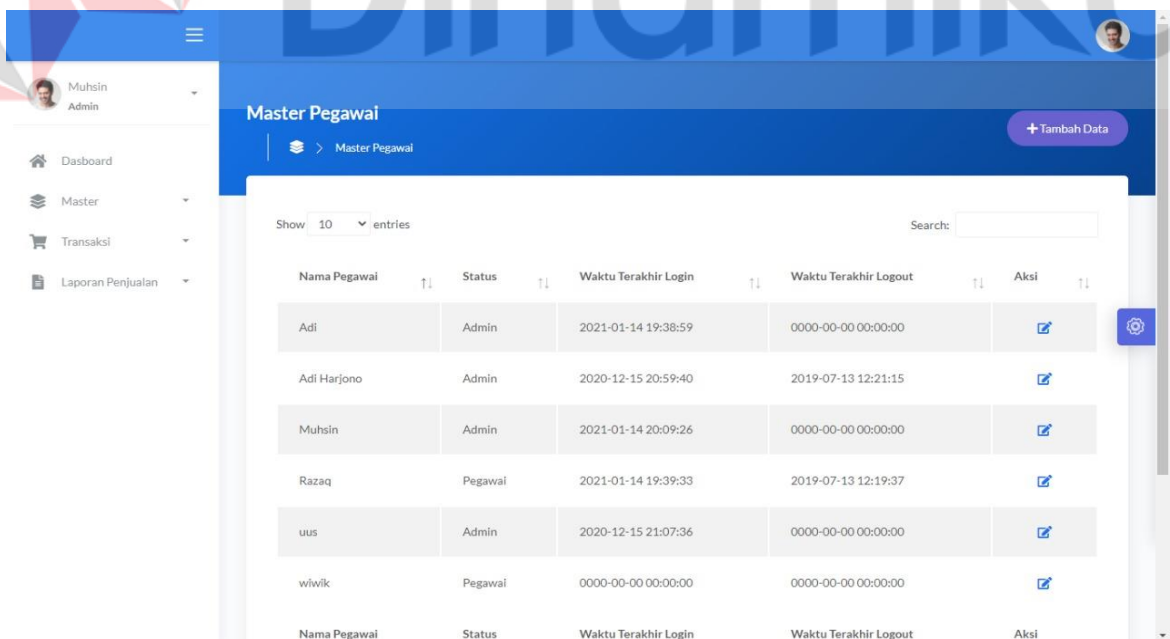 Dinamika
Muhsin
Admin
Dasboard
Master
Transaksi
Laporan Penjualan
Master Pegawai
> Master Pegawai
+ Tambah Data
Show 10 entries
Search:
Nama Pegawai Status Waktu Terakhir Login Waktu Terakhir Logout Aksi
Adi Admin 2021-01-14 19:38:59 0000-00-00 00:00:00
Adi Harjono Admin 2020-12-15 20:59:40 2019-07-13 12:21:15
Muhsin Admin 2021-01-14 20:09:26 0000-00-00 00:00:00
Razaq Pegawai 2021-01-14 19:39:33 2019-07-13 12:19:37
uus Admin 2020-12-15 21:07:36 0000-00-00 00:00:00
wiwik Pegawai 0000-00-00 00:00:00 0000-00-00 00:00:00
Nama Pegawai Status Waktu Terakhir Login Waktu Terakhir Logout Aksi